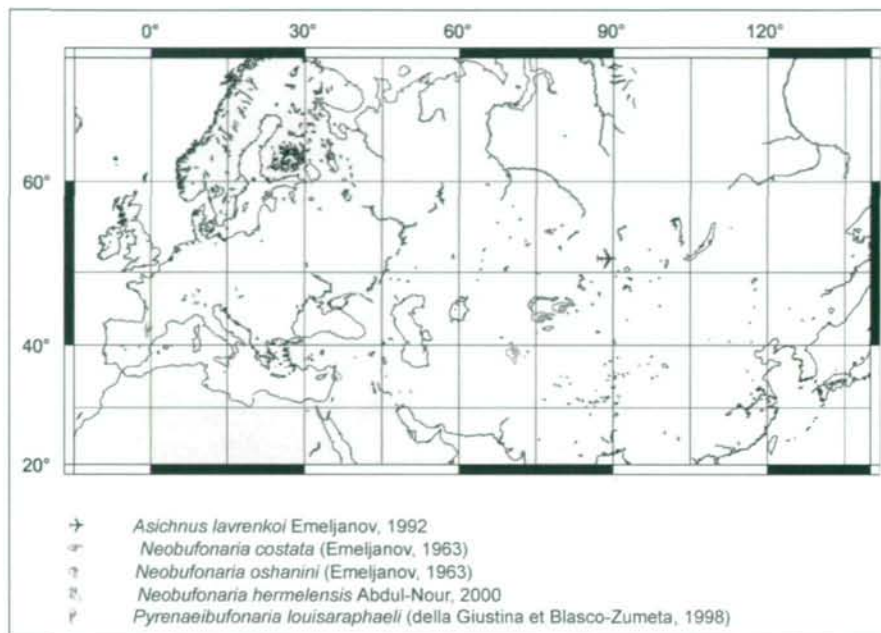 0° 30° 60° 90° 120°
60°
40°
20°
Asichnus lavrenkoi Emeljanov, 1992
Neobufonaria costata (Emeljanov, 1963)
Neobufonaria oshanini (Emeljanov, 1963)
Neobufonaria hermelensis Abdul-Nour, 2000
Pyrenaeibufonaria louisaraphaeli (della Giustina et Blasco-Zumeta, 1998)